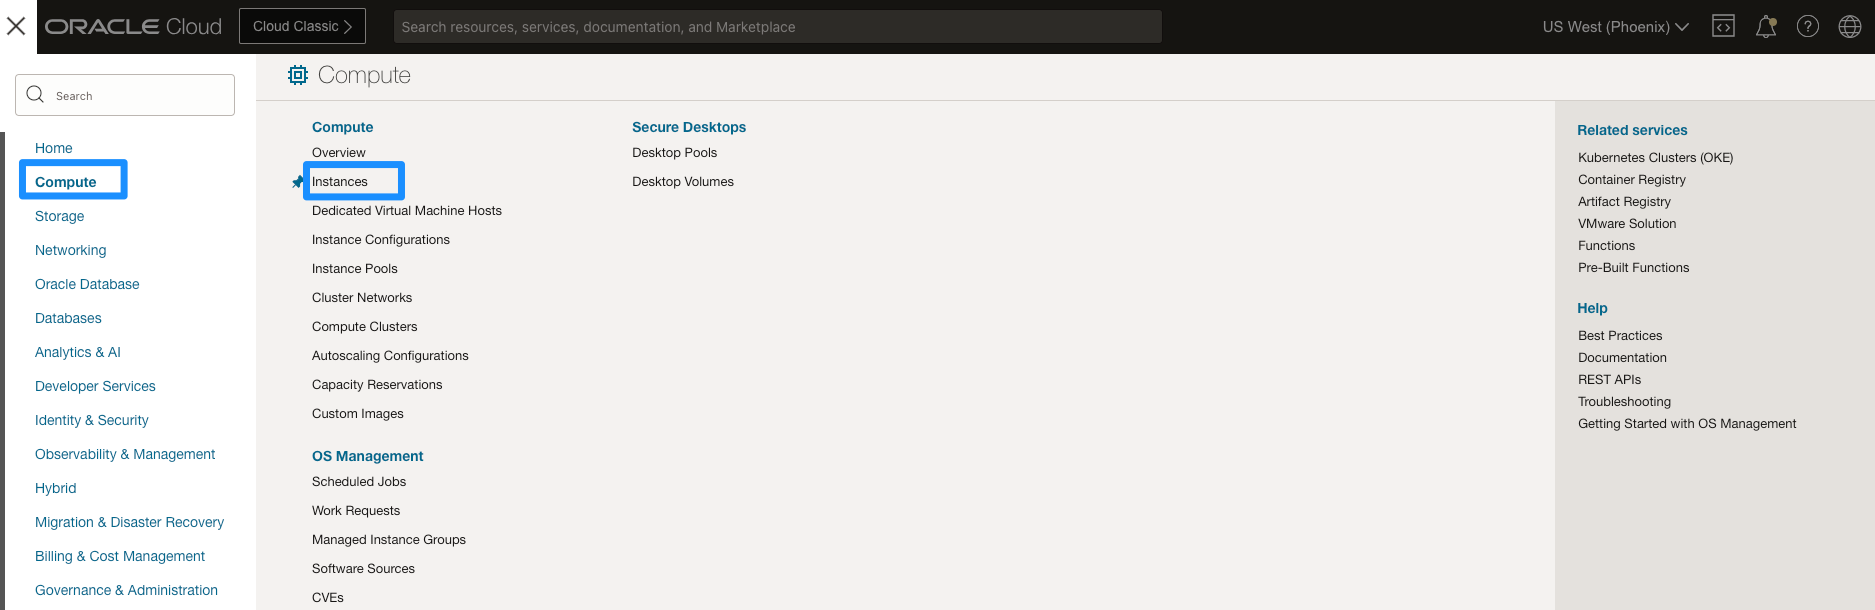 ORACLE Cloud
Cloud Classic
Search resources, services, documentation, and Marketplace
US West (Phoenix)
Search
Home
Compute
Storage
Networking
Oracle Database
Databases
Analytics & AI
Developer Services
Identity & Security
Observability & Management
Hybrid
Migration & Disaster Recovery
Billing & Cost Management
Governance & Administration
Compute
Compute
Overview
Instances
Dedicated Virtual Machine Hosts
Instance Configurations
Instance Pools
Cluster Networks
Compute Clusters
Autoscaling Configurations
Capacity Reservations
Custom Images
OS Management
Scheduled Jobs
Work Requests
Managed Instance Groups
Software Sources
CVEs
Secure Desktops
Desktop Pools
Desktop Volumes
Related services
Kubernetes Clusters (OKE)
Container Registry
Artifact Registry
VMware Solution
Functions
Pre-Built Functions
Help
Best Practices
Documentation
REST APIs
Troubleshooting
Getting Started with OS Management